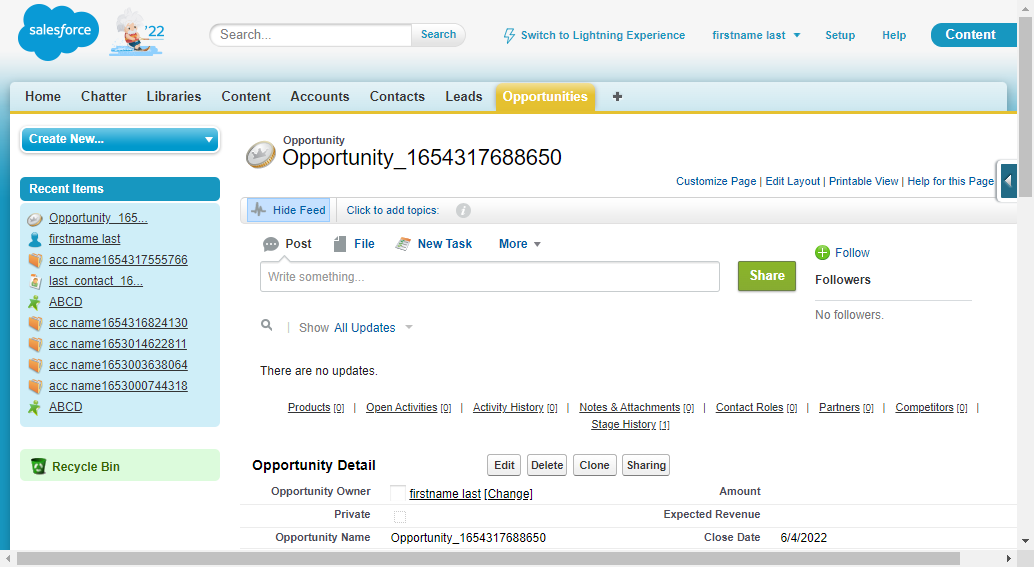 salesforce
'22
Search...
Search
Switch to Lightning Experience
firstname last
Setup
Help
Content
Home
Chatter
Libraries
Content
Accounts
Contacts
Leads
Opportunities
+
Create New...
Recent Items
Opportunity_165...
firstname last
acc name1654317555766
last_contact_16...
ABCD
acc name1654316824130
acc name1653014622811
acc name1653003638064
acc name1653000744318
ABCD
Recycle Bin
Opportunity
Opportunity_1654317688650
Customize Page | Edit Layout | Printable View | Help for this Page
Hide Feed
Click to add topics:
Post
File
New Task
More
Write something...
Share
Follow
Followers
No followers.
Show All Updates
There are no updates.
Products [0] | Open Activities [0] | Activity History [0] | Notes & Attachments [0] | Contact Roles [0] | Partners [0] | Competitors [0] |
Stage History [1]
Opportunity Detail
Edit
Delete
Clone
Sharing
Opportunity Owner firstname last [Change] Amount
Private Expected Revenue
Opportunity Name Opportunity_1654317688650 Close Date 6/4/2022